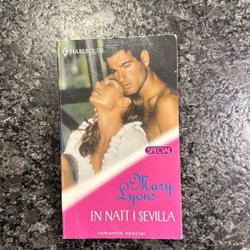 HARLEQUIN
SPECIAL
Mary
Lyons
EN NATT I SEVILLA
romantik special